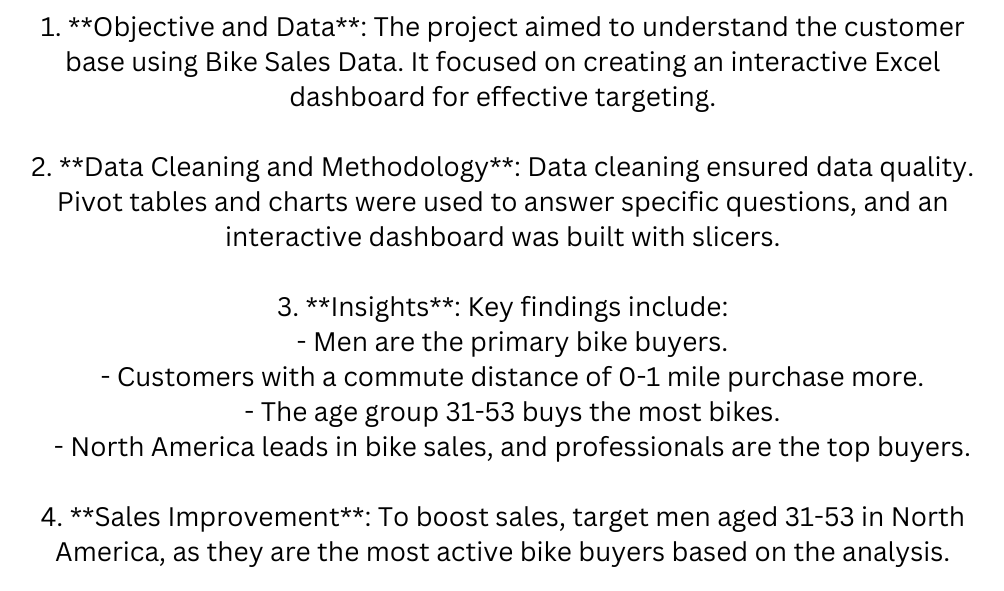 1. **Objective and Data**: The project aimed to understand the customer
base using Bike Sales Data. It focused on creating an interactive Excel
dashboard for effective targeting.
2. **Data Cleaning and Methodology**: Data cleaning ensured data quality.
Pivot tables and charts were used to answer specific questions, and an
interactive dashboard was built with slicers.
3. **Insights**: Key findings include:
- Men are the primary bike buyers.
- Customers with a commute distance of 0-1 mile purchase more.
- The age group 31-53 buys the most bikes.
- North America leads in bike sales, and professionals are the top buyers.
4. **Sales Improvement**: To boost sales, target men aged 31-53 in North
America, as they are the most active bike buyers based on the analysis.